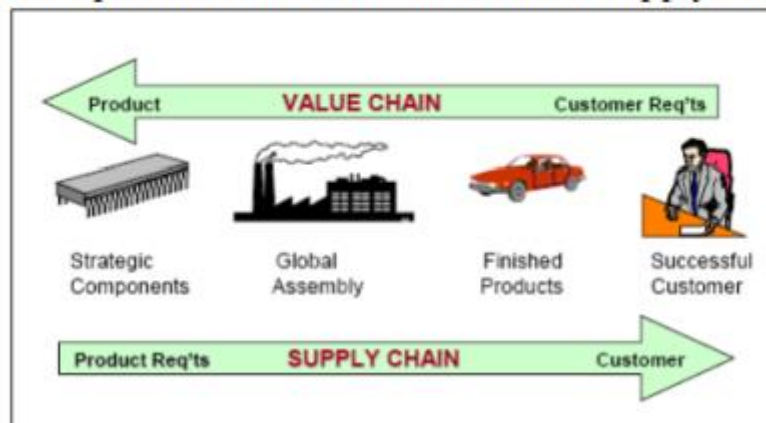 Product VALUE CHAIN Customer Req'ts
Strategic Components
Global Assembly
Finished Products
Successful Customer
Product Req'ts SUPPLY CHAIN Customer